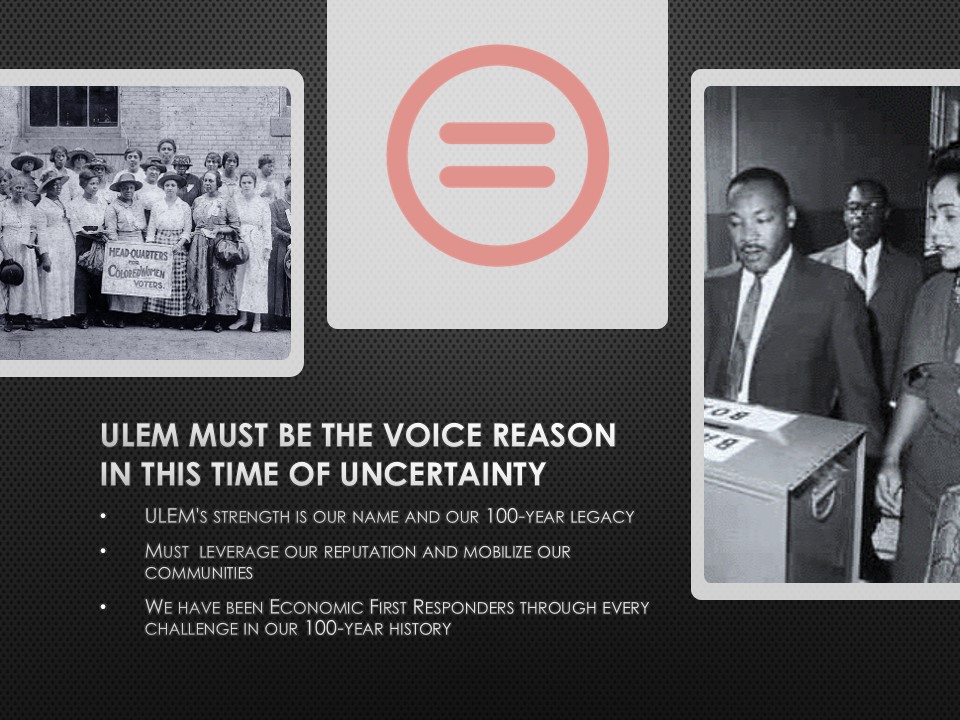 HEAD-QUARTERS
FOR
COLORED WOMEN
VOTERS.
ULEM MUST BE THE VOICE REASON
IN THIS TIME OF UNCERTAINTY
• ULEM'S STRENGTH IS OUR NAME AND OUR 100-YEAR LEGACY
• MUST LEVERAGE OUR REPUTATION AND MOBILIZE OUR
COMMUNITIES
• WE HAVE BEEN ECONOMIC FIRST RESPONDERS THROUGH EVERY
CHALLENGE IN OUR 100-YEAR HISTORY
BOX